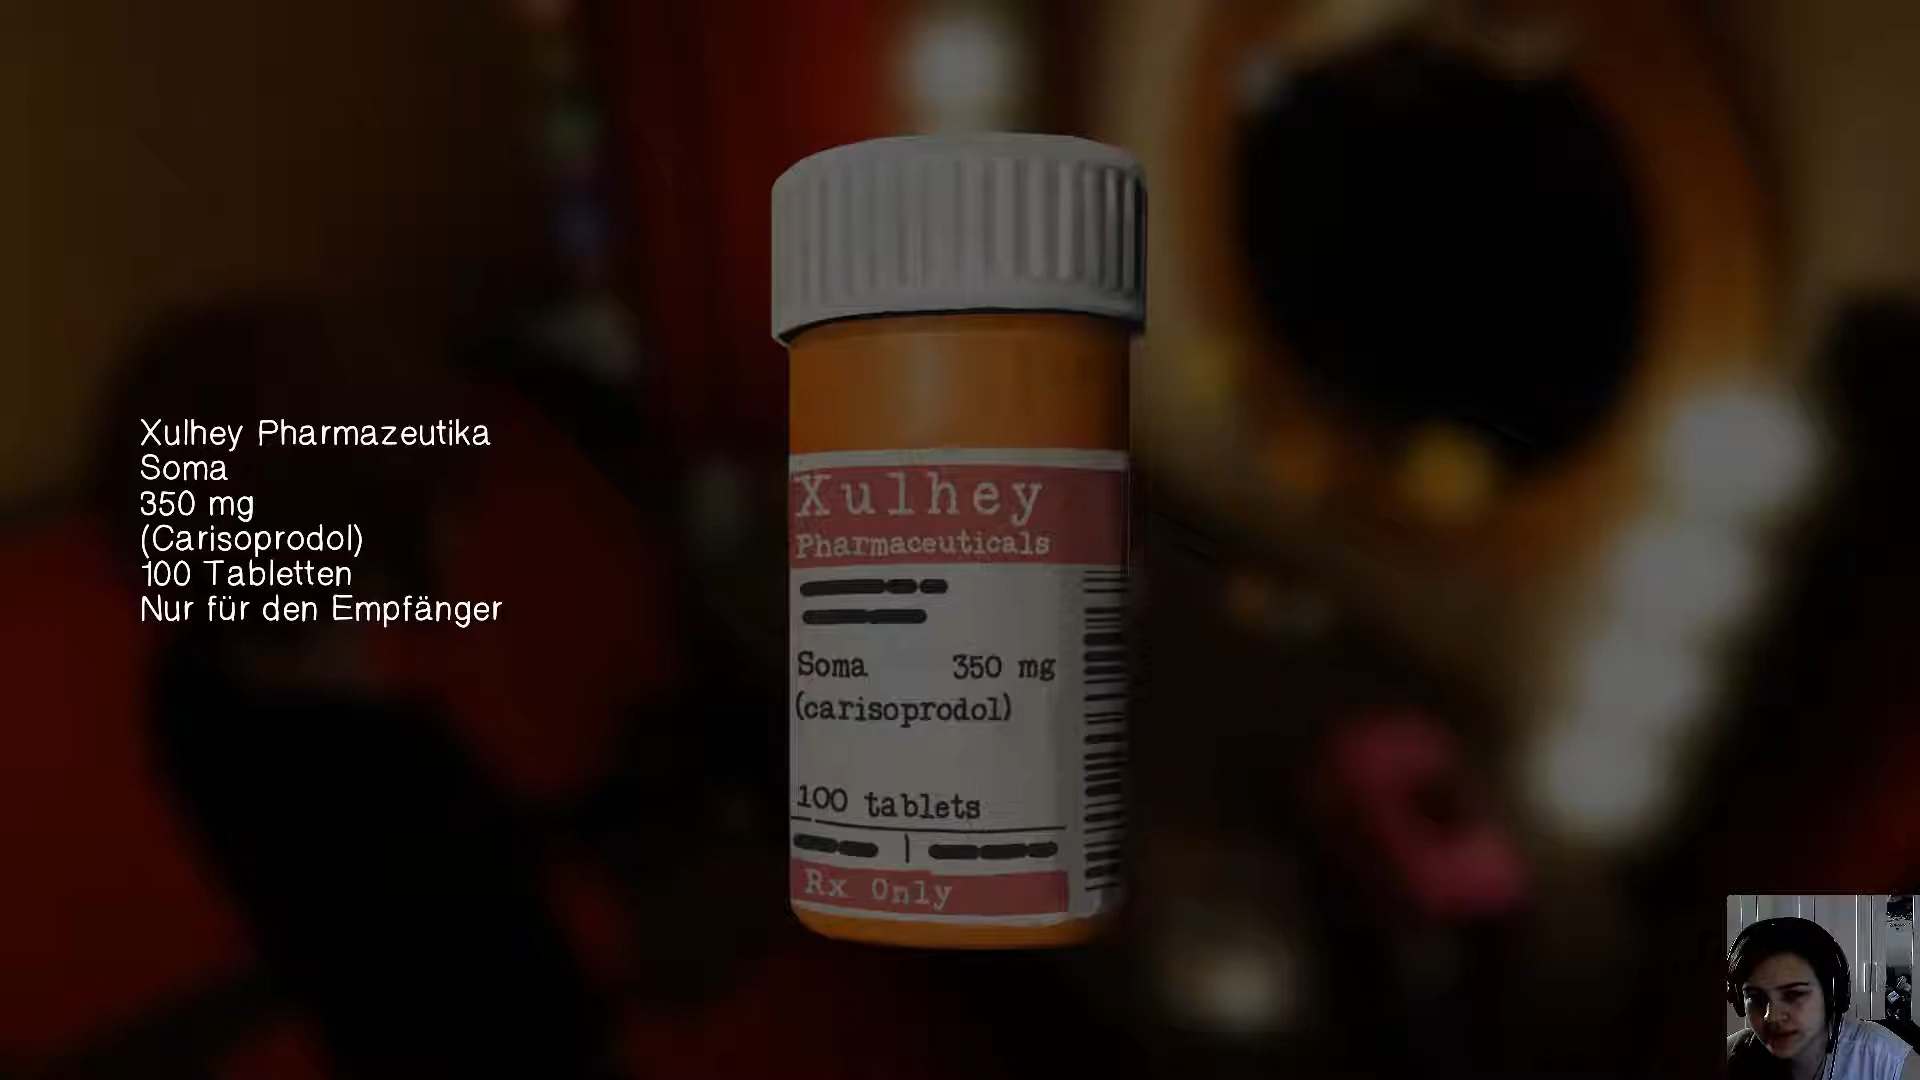 Xulhey Pharmazeutika
Soma
350 mg
(Carisoprodol)
100 Tabletten
Nur für den Empfänger
Xulhey
Pharmaceuticals
Soma 350 mg
(carisoprodol)
100 tablets
Rx Only